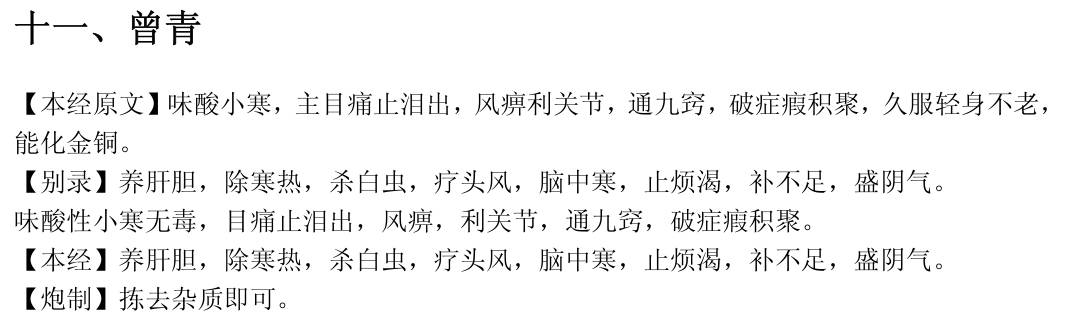 十一、曾青
【本经原文】味酸小寒，主目痛止泪出，风痹利关节，通九窍，破症瘕积聚，久服轻身不老，
能化金铜。
【别录】养肝胆，除寒热，杀白虫，疗头风，脑中寒，止烦渴，补不足，盛阴气。
味酸性小寒无毒，目痛止泪出，风痹，利关节，通九窍，破症瘕积聚。
【本经】养肝胆，除寒热，杀白虫，疗头风，脑中寒，止烦渴，补不足，盛阴气。
【炮制】拣去杂质即可。